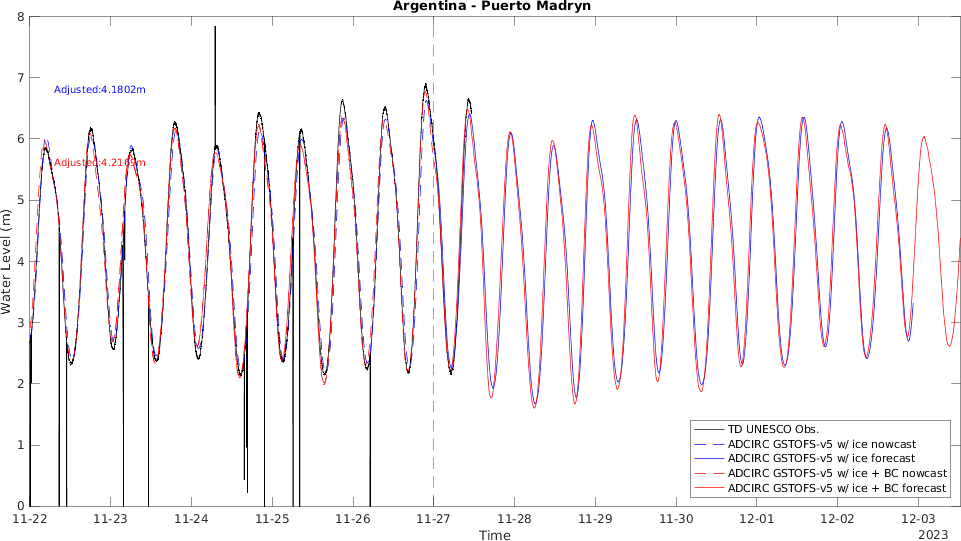 Argentina - Puerto Madryn
8
7
6
5
4
3
2
1
0
Water Level (m)
Adjusted:4.1802m
Adjusted:4.2169m
TD UNESCO Obs.
ADCIRC GSTOFS-v5 w/ ice nowcast
ADCIRC GSTOFS-v5 w/ ice forecast
ADCIRC GSTOFS-v5 w/ ice + BC nowcast
ADCIRC GSTOFS-v5 w/ ice + BC forecast
11-22 11-23 11-24 11-25 11-26 11-27 11-28 11-29 11-30 12-01 12-02 12-03
Time
2023